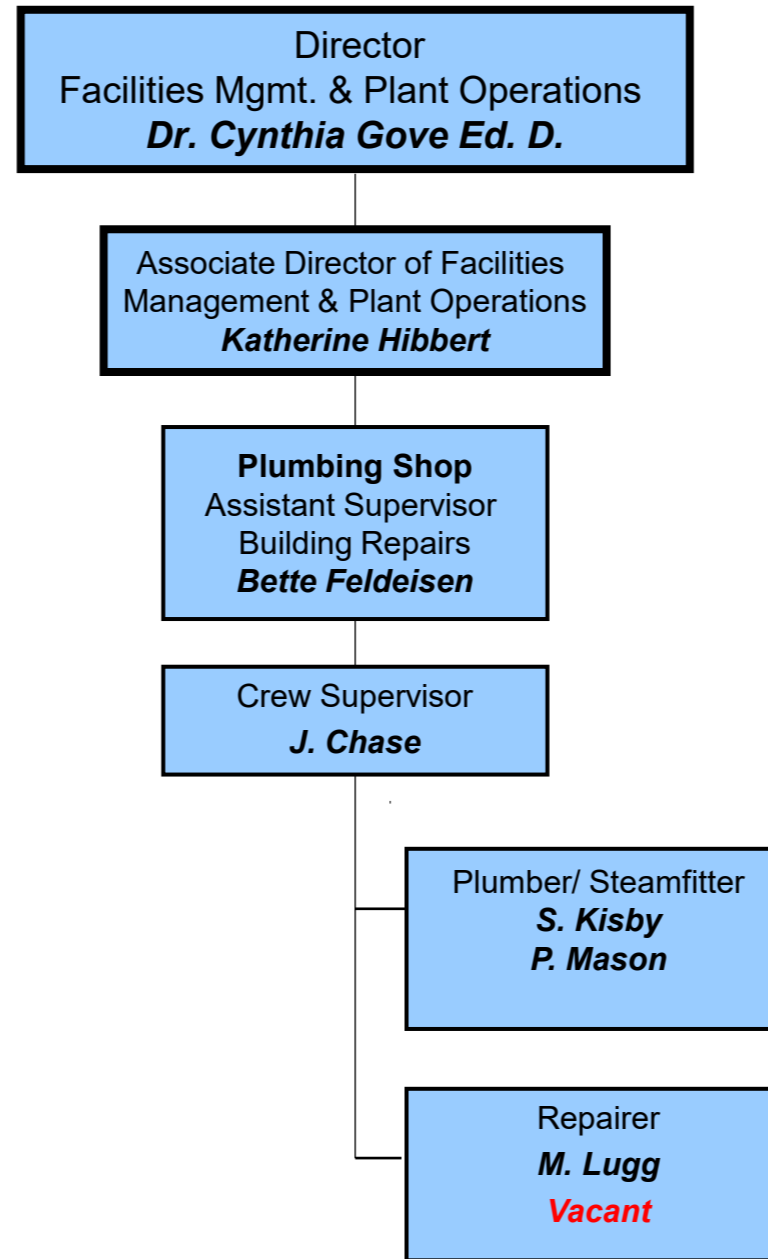 Director
Facilities Mgmt. & Plant Operations
Dr. Cynthia Gove Ed. D.
Associate Director of Facilities
Management & Plant Operations
Katherine Hibbert
Plumbing Shop
Assistant Supervisor
Building Repairs
Bette Feldeisen
Crew Supervisor
J. Chase
Plumber/ Steamfitter
S. Kisby
P. Mason
Repairer
M. Lugg
Vacant